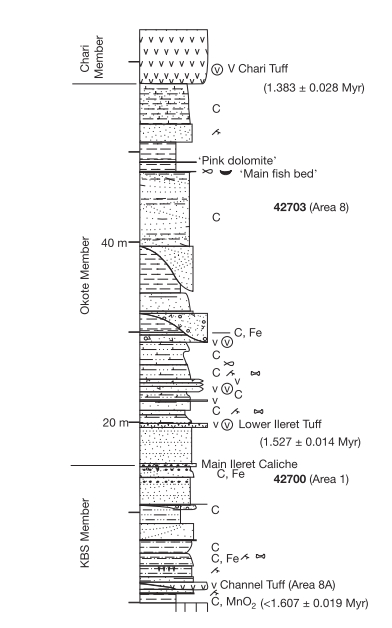 Chari
Member
V V Chari Tuff
(1.383 ± 0.028 Myr)
C
'Pink dolomite'
'Main fish bed'
42703 (Area 8)
C
40 m
Okote Member
C, Fe
v V
C
C
v
v V C
v
C
20 m
v V Lower Ileret Tuff
(1.527 ± 0.014 Myr)
Main Ileret Caliche
C, Fe
42700 (Area 1)
KBS Member
C
C
C, Fe
v Channel Tuff (Area 8A)
C, MnO₂ (<1.607 ± 0.019 Myr)